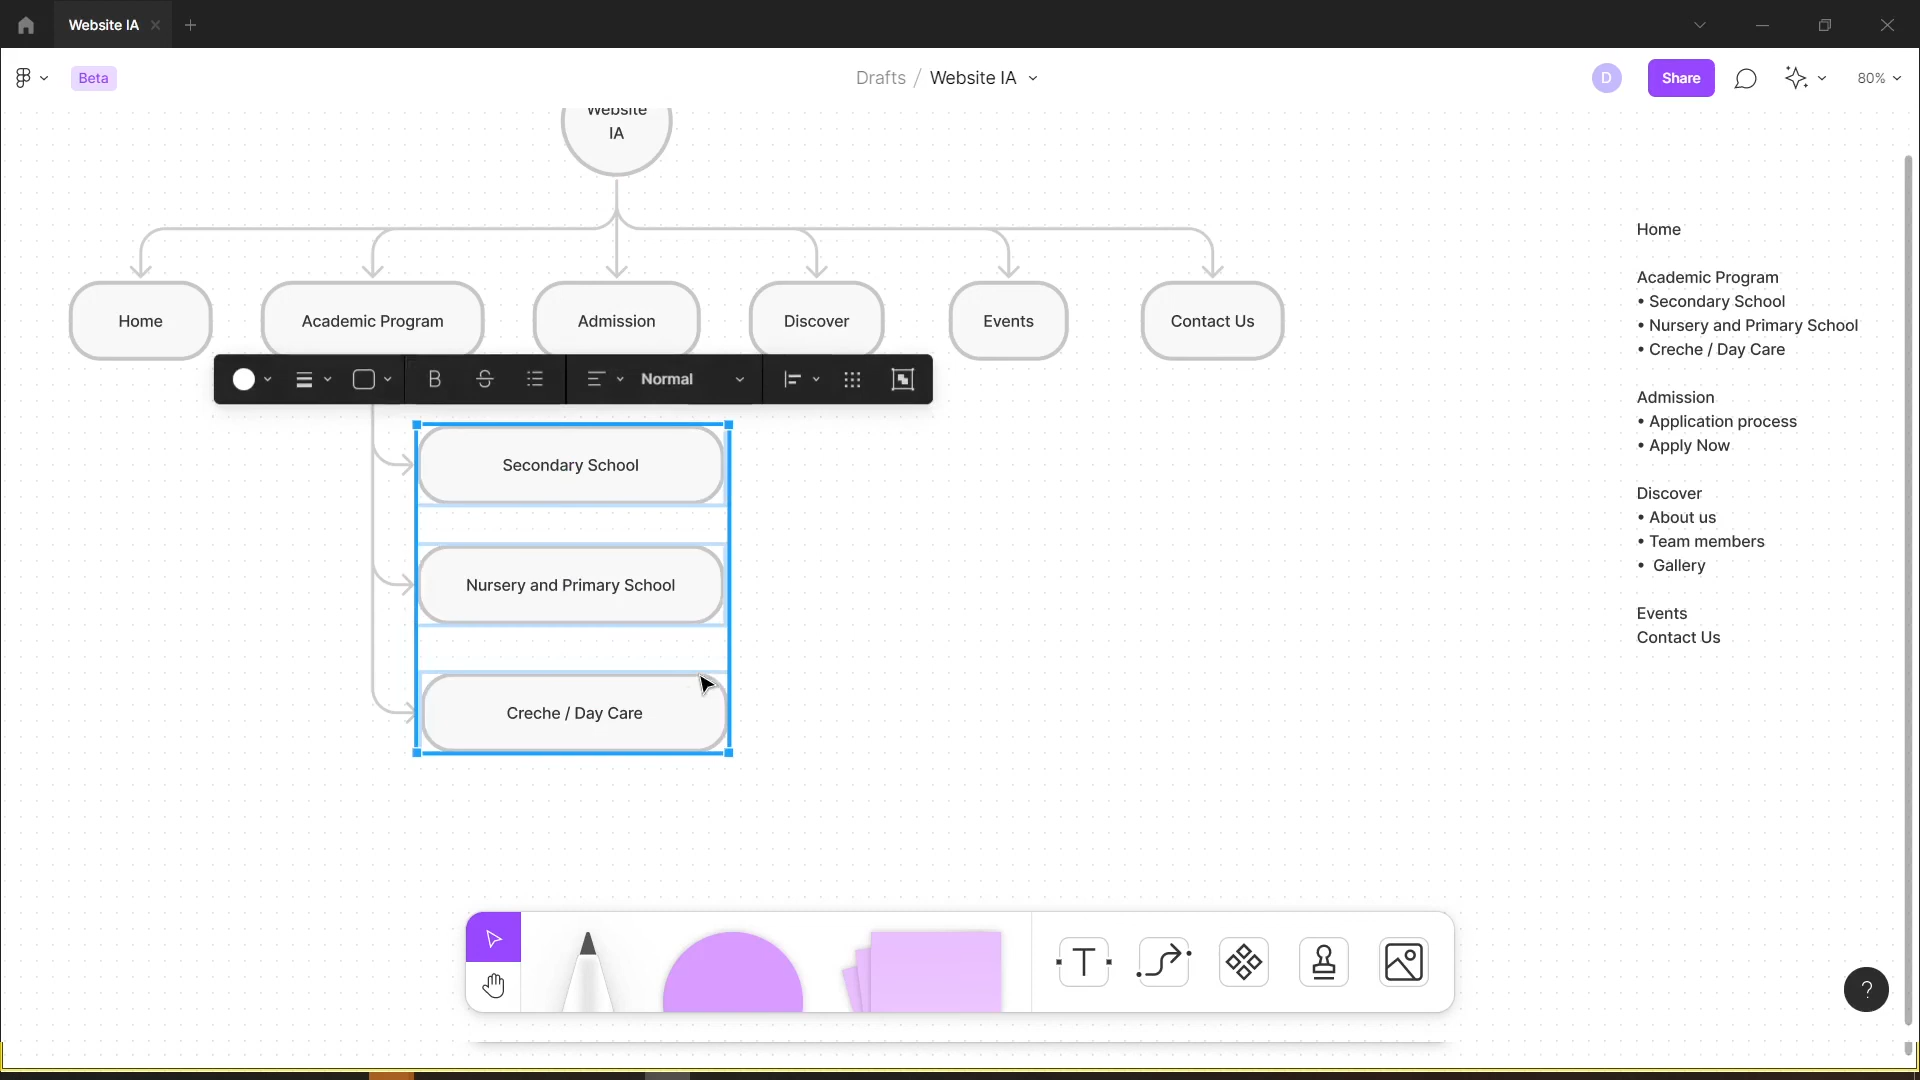 Website IA
Beta
Drafts / Website IA
D
Share
80%
Website
IA
Home
Academic Program
Admission
Discover
Events
Contact Us
B
S
Normal
Secondary School
Nursery and Primary School
Creche / Day Care
Home
Academic Program
• Secondary School
• Nursery and Primary School
• Creche / Day Care
Admission
• Application process
• Apply Now
Discover
• About us
• Team members
• Gallery
Events
Contact Us
T
?